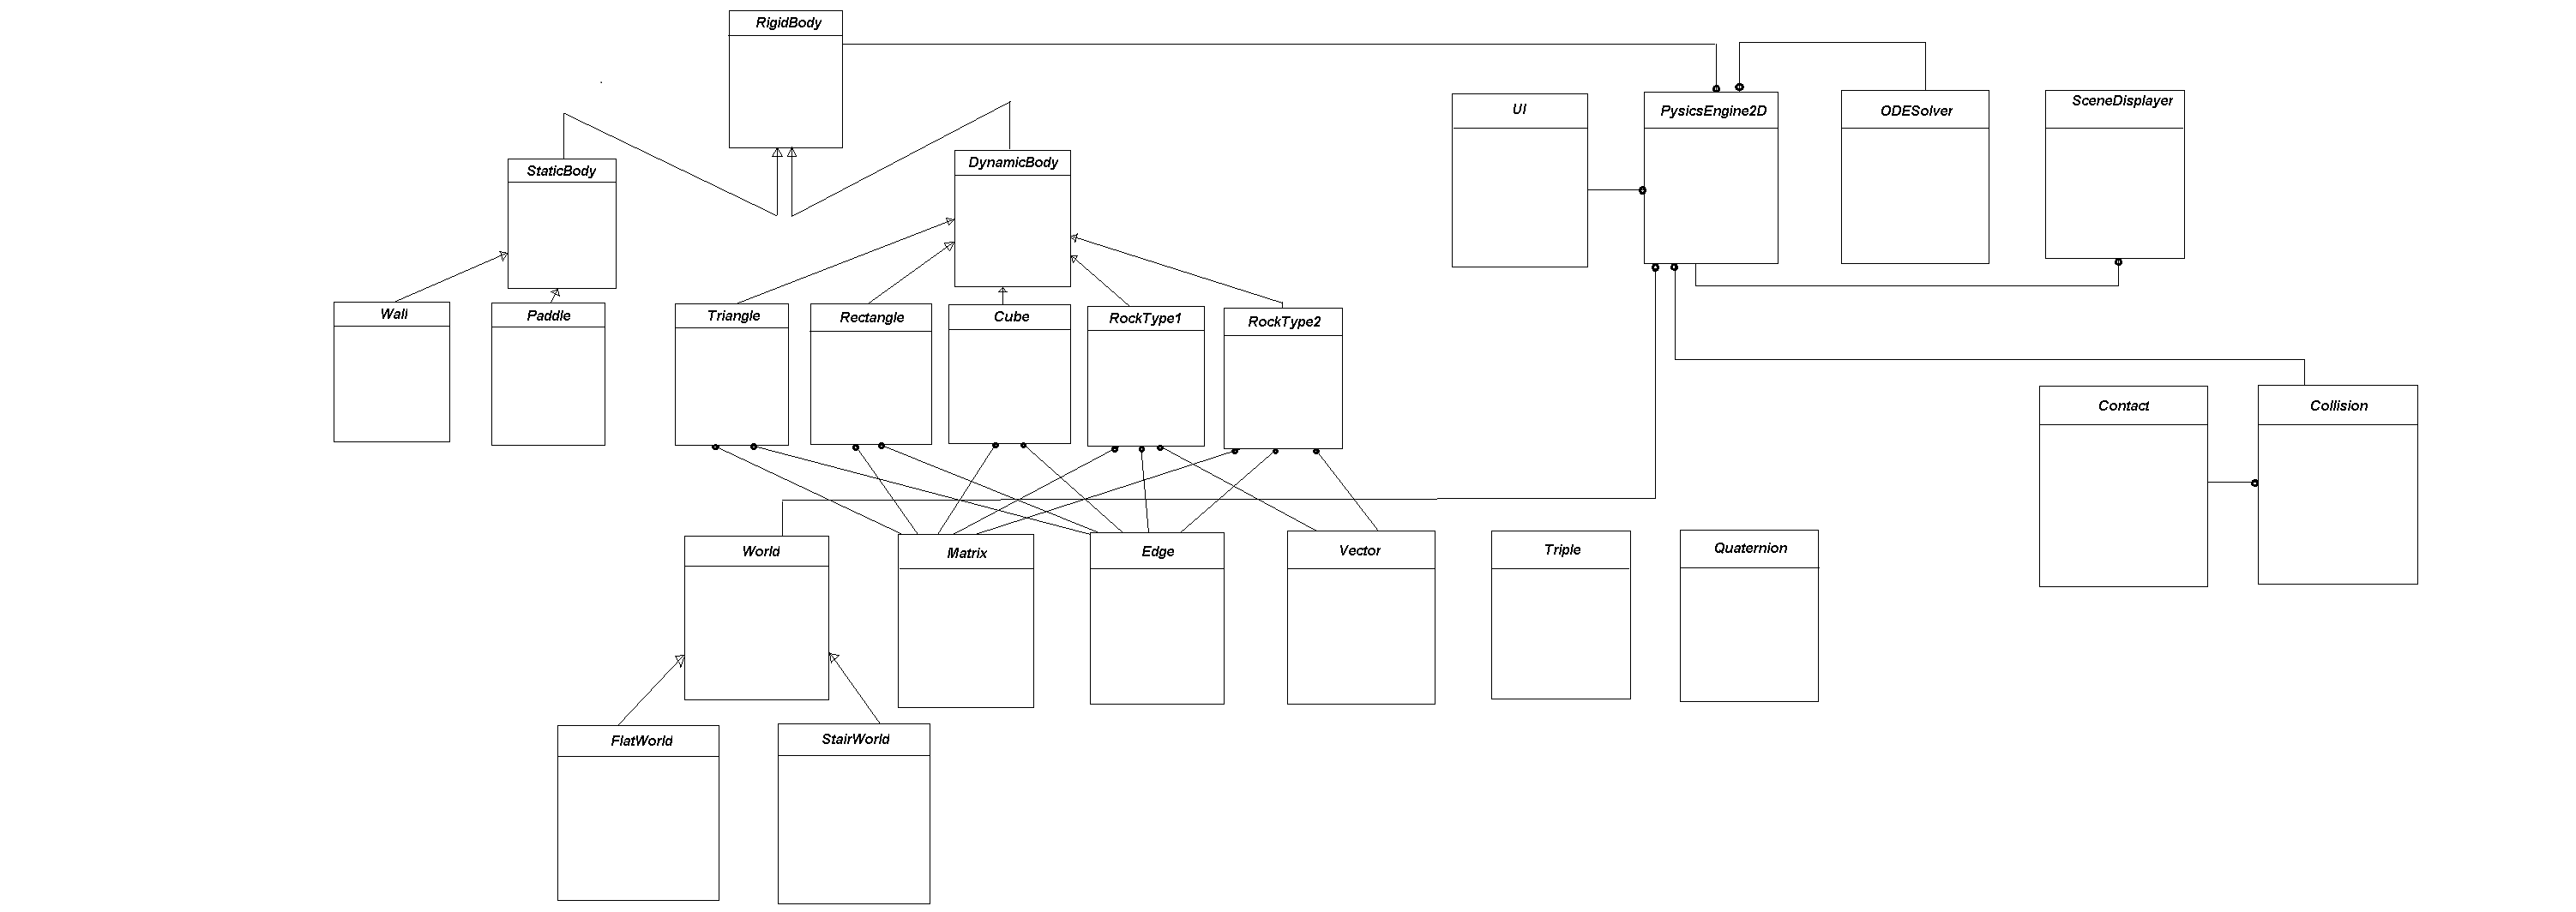 RigidBody
UI
PysicsEngine2D
ODESolver
SceneDisplayer
StaticBody
DynamicBody
Wall
Paddle
Triangle
Rectangle
Cube
RockType1
RockType2
Contact
Collision
World
Matrix
Edge
Vector
Triple
Quaternion
FlatWorld
StairWorld